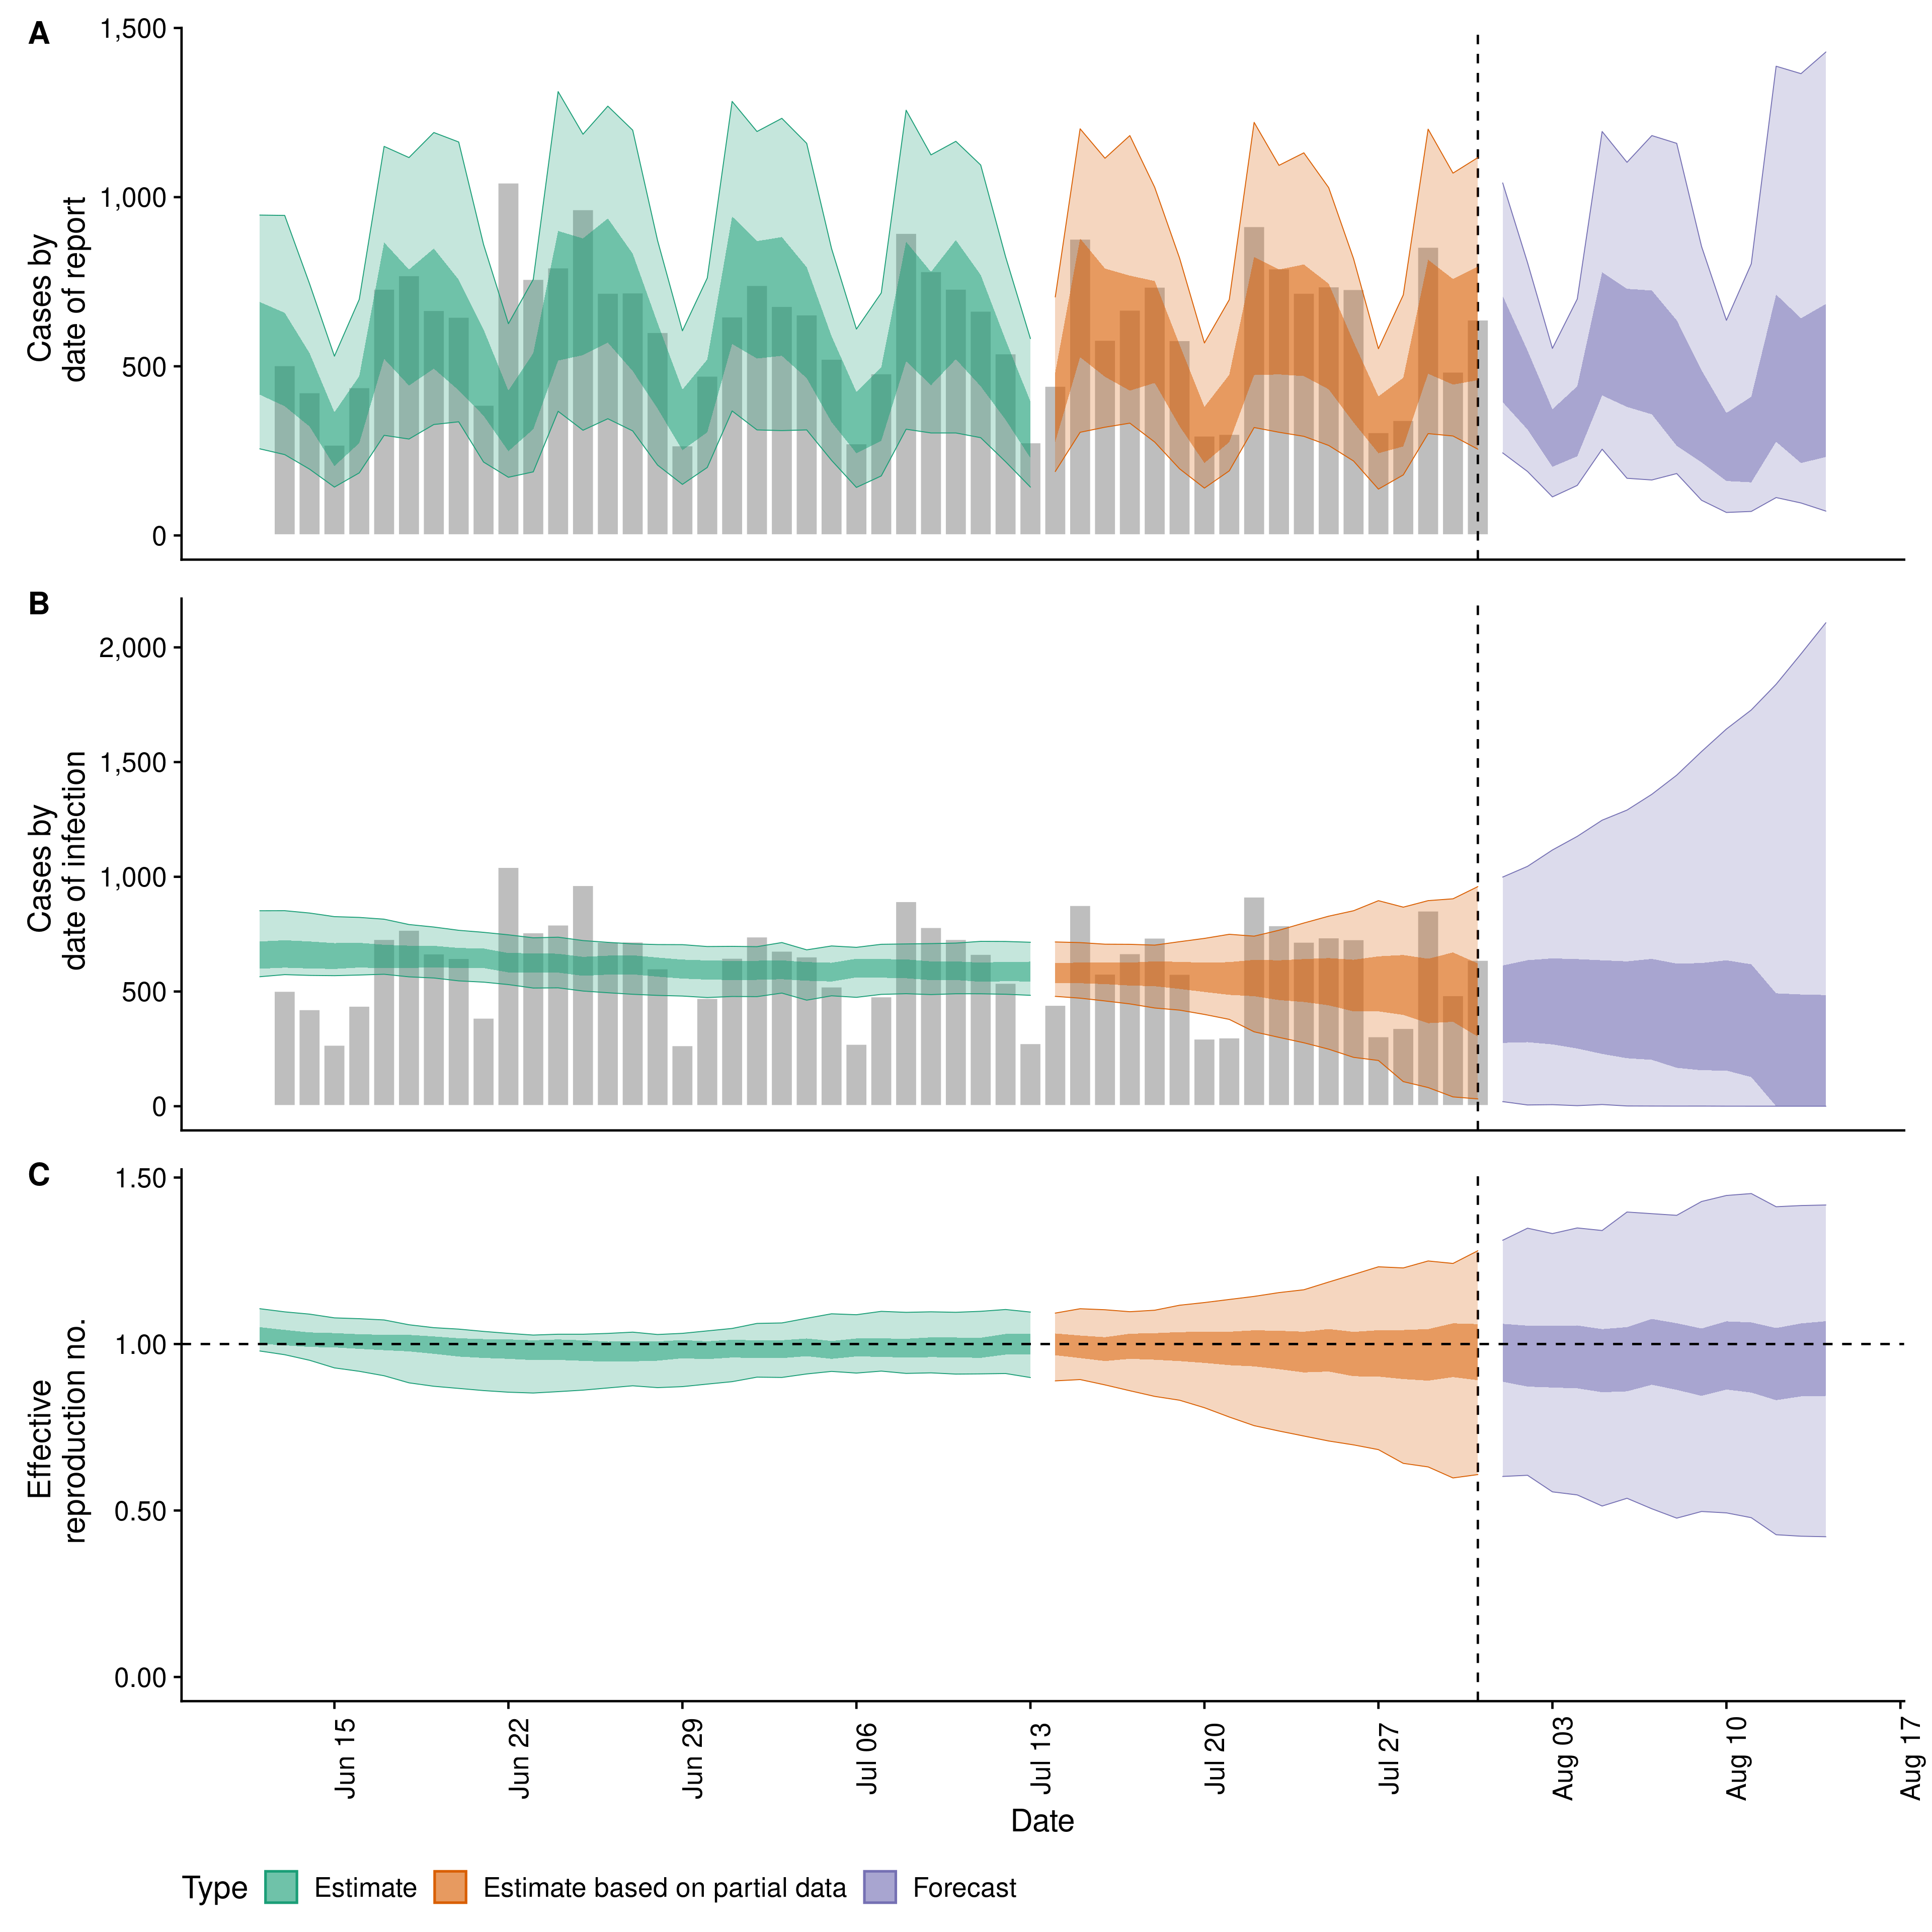 A
1,500
1,000
500
0
Cases by
date of report
B
2,000
1,500
1,000
500
0
Cases by
date of infection
C
1.50
1.00
0.50
0.00
Effective
reproduction no.
Jun 15
Jun 22
Jun 29
Jul 06
Jul 13
Jul 20
Jul 27
Aug 03
Aug 10
Aug 17
Date
Type Estimate Estimate based on partial data Forecast